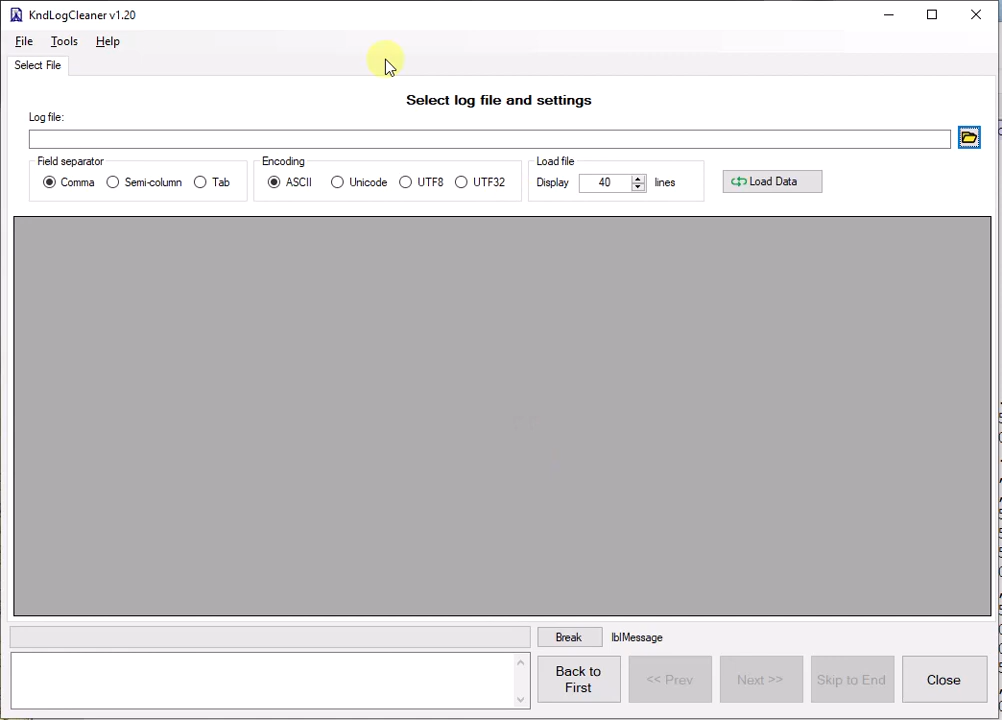 KndLogCleaner v1.20
File Tools Help
Select File
Select log file and settings
Log file:
Field separator Encoding Load file
Comma Semi-column Tab ASCII Unicode UTF8 UTF32 Display 40 lines Load Data
Break lblMessage
Back to First << Prev Next >> Skip to End Close